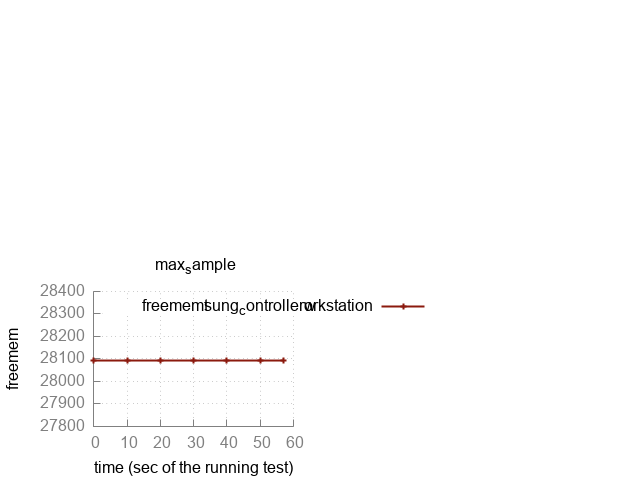 max_sample
28400
freememtsung_controllerworkstation
28300
28200
28100
28000
27900
27800
freemem
0 10 20 30 40 50 60
time (sec of the running test)